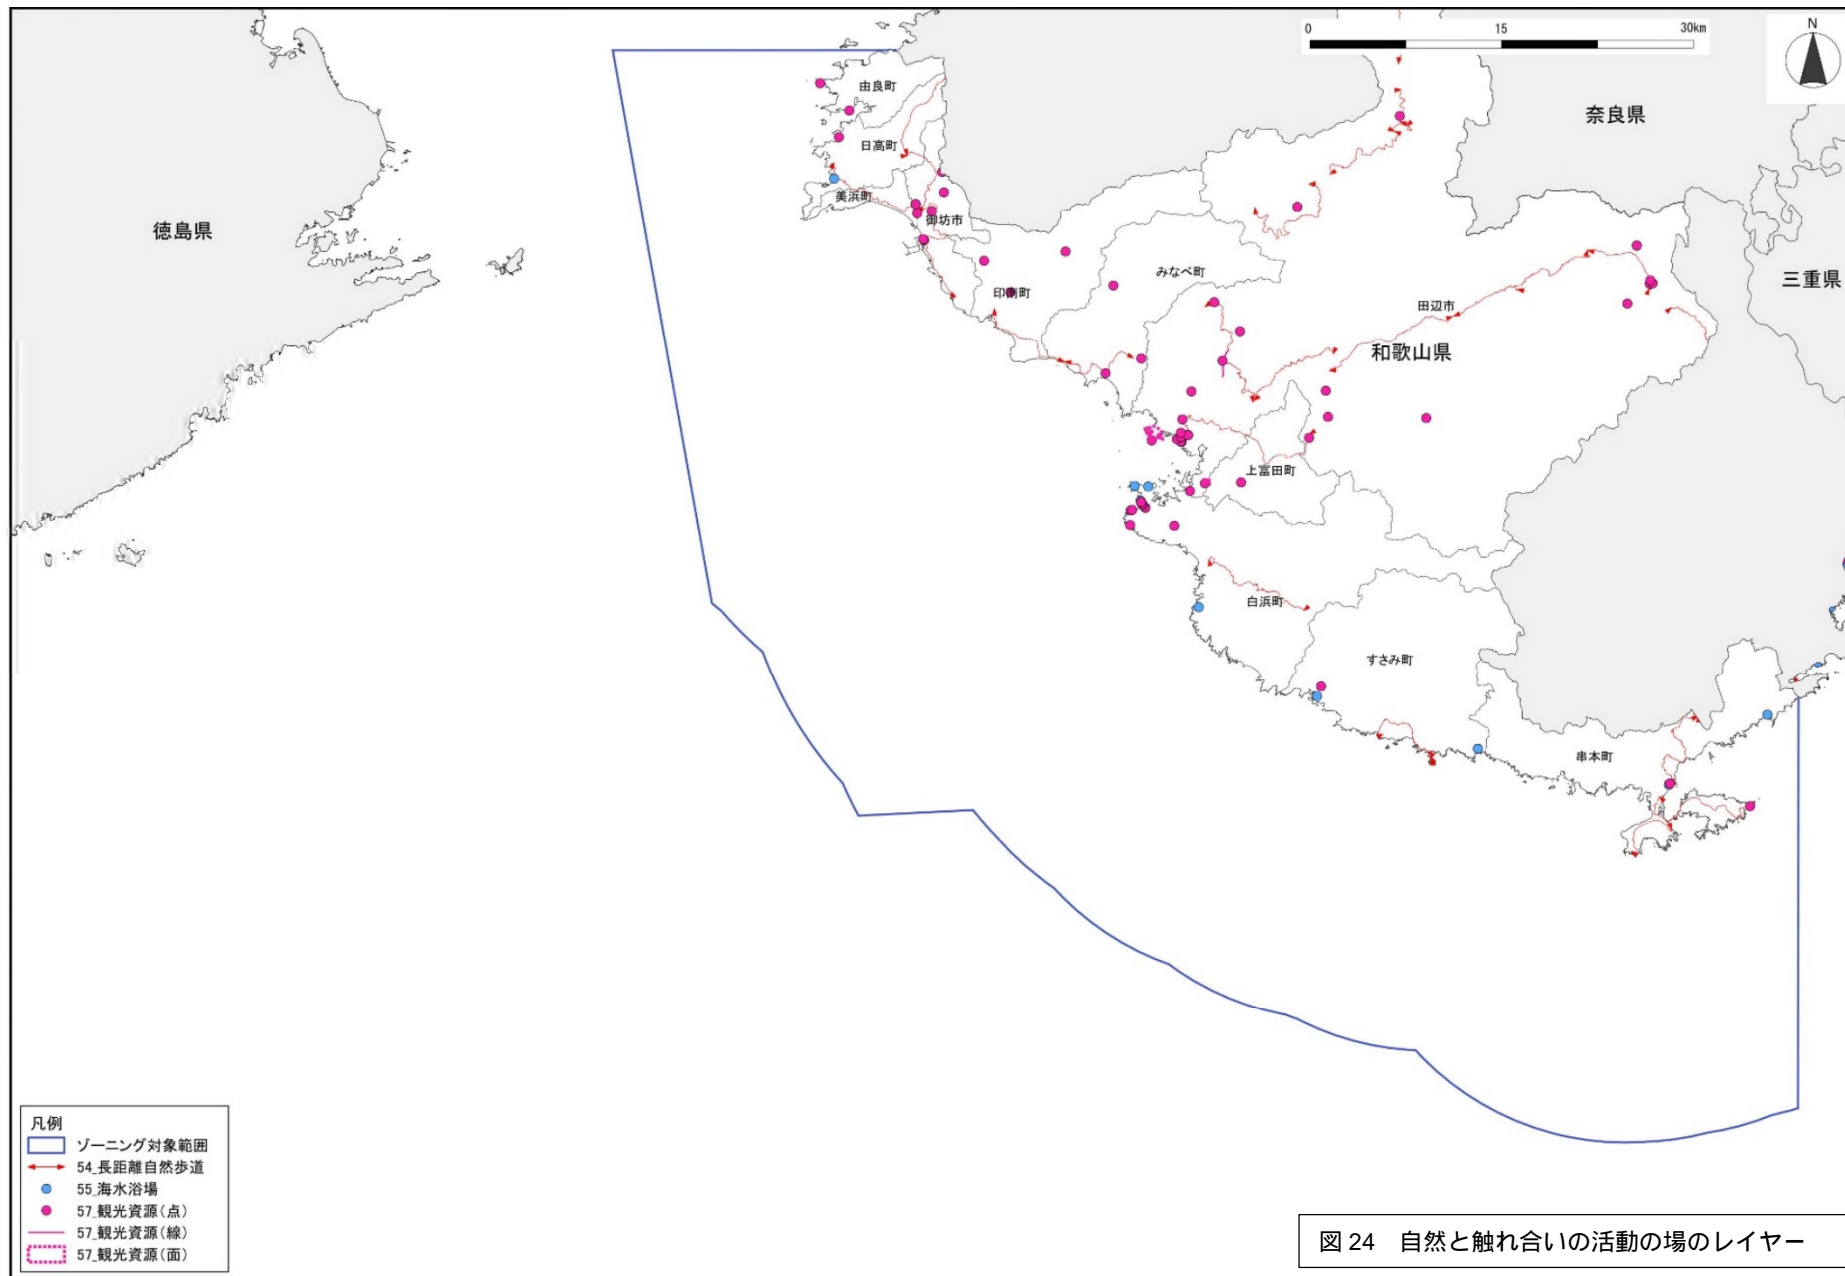 0 15 30km
N
由良町
奈良県
日高町
美浜町
徳島県
御坊市
みなべ町
三重県
印南町
田辺市
和歌山県
上富田町
白浜町
すさみ町
串本町
凡例
ゾーニング対象範囲
54_長距離自然歩道
55_海水浴場
57_観光資源(点)
57_観光資源(線)
57_観光資源(面)
図 24 自然と触れ合いの活動の場のレイヤー